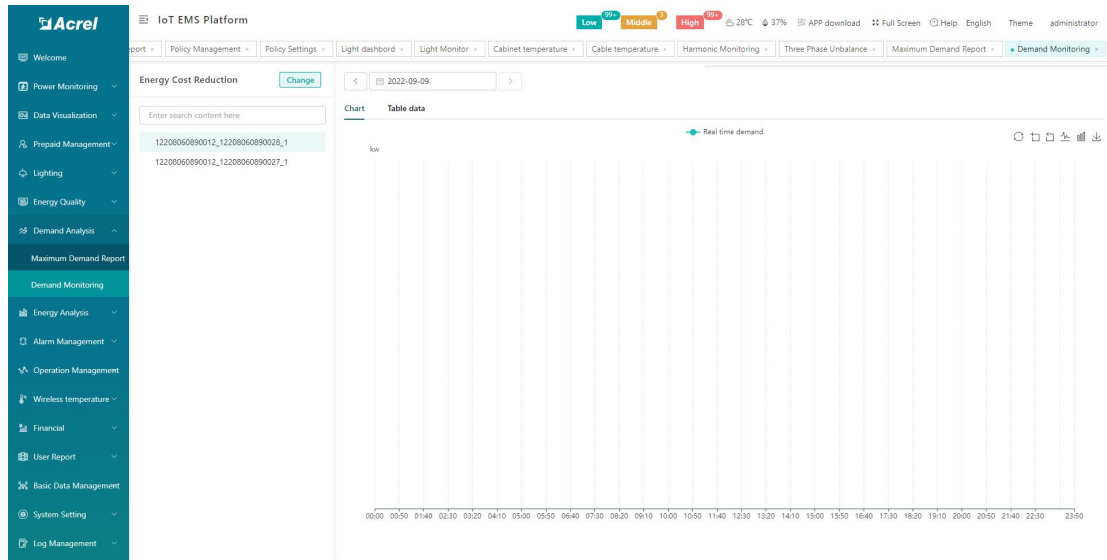 Acrel
IoT EMS Platform
Low 99+ Middle 3 High 99+ 28°C 37% APP download Full Screen Help English Theme administrator
eport × Policy Management × Policy Settings × Light dashbord × Light Monitor × Cabinet temperature × Cable temperature × Harmonic Monitoring × Three Phase Unbalance × Maximum Demand Report × Demand Monitoring ×
Welcome
Power Monitoring
Data Visualization
Prepaid Management
Lighting
Energy Quality
Demand Analysis
Maximum Demand Report
Demand Monitoring
Energy Analysis
Alarm Management
Operation Management
Wireless temperature
Financial
User Report
Basic Data Management
System Setting
Log Management
Energy Cost Reduction Change
Enter search content here
12208060890012_12208060890028_1
12208060890012_12208060890027_1
< 2022-09-09 >
Chart Table data
Real time demand
kw
00:00 00:50 01:40 02:30 03:20 04:10 05:00 05:50 06:40 07:30 08:20 09:10 10:00 10:50 11:40 12:30 13:20 14:10 15:00 15:50 16:40 17:30 18:20 19:10 20:00 20:50 21:40 22:30 23:50